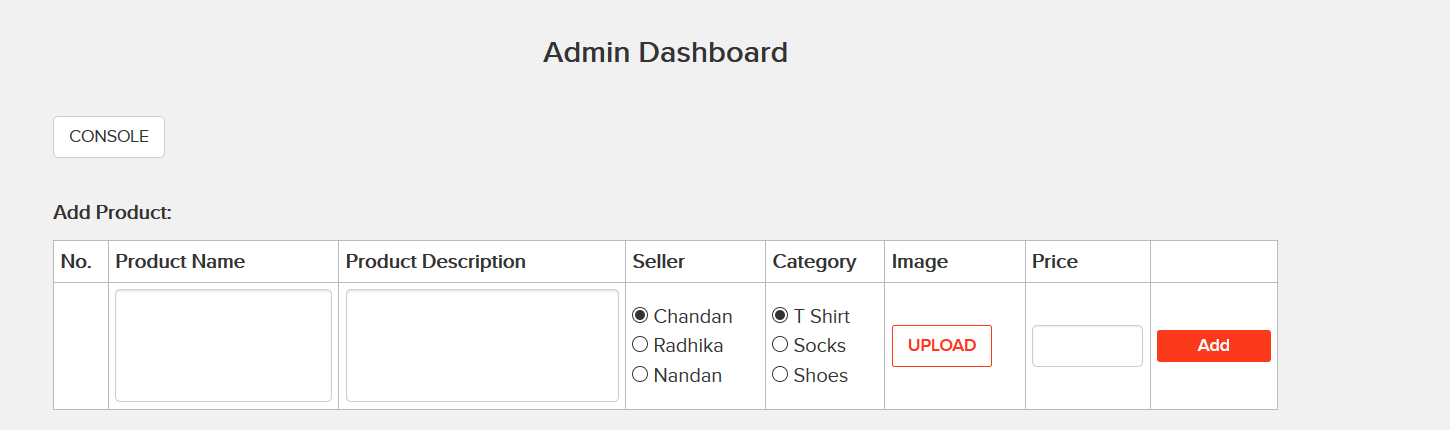 Admin Dashboard
CONSOLE
Add Product:
No. Product Name Product Description Seller Category Image Price
Chandan T Shirt
Radhika Socks UPLOAD Add
Nandan Shoes